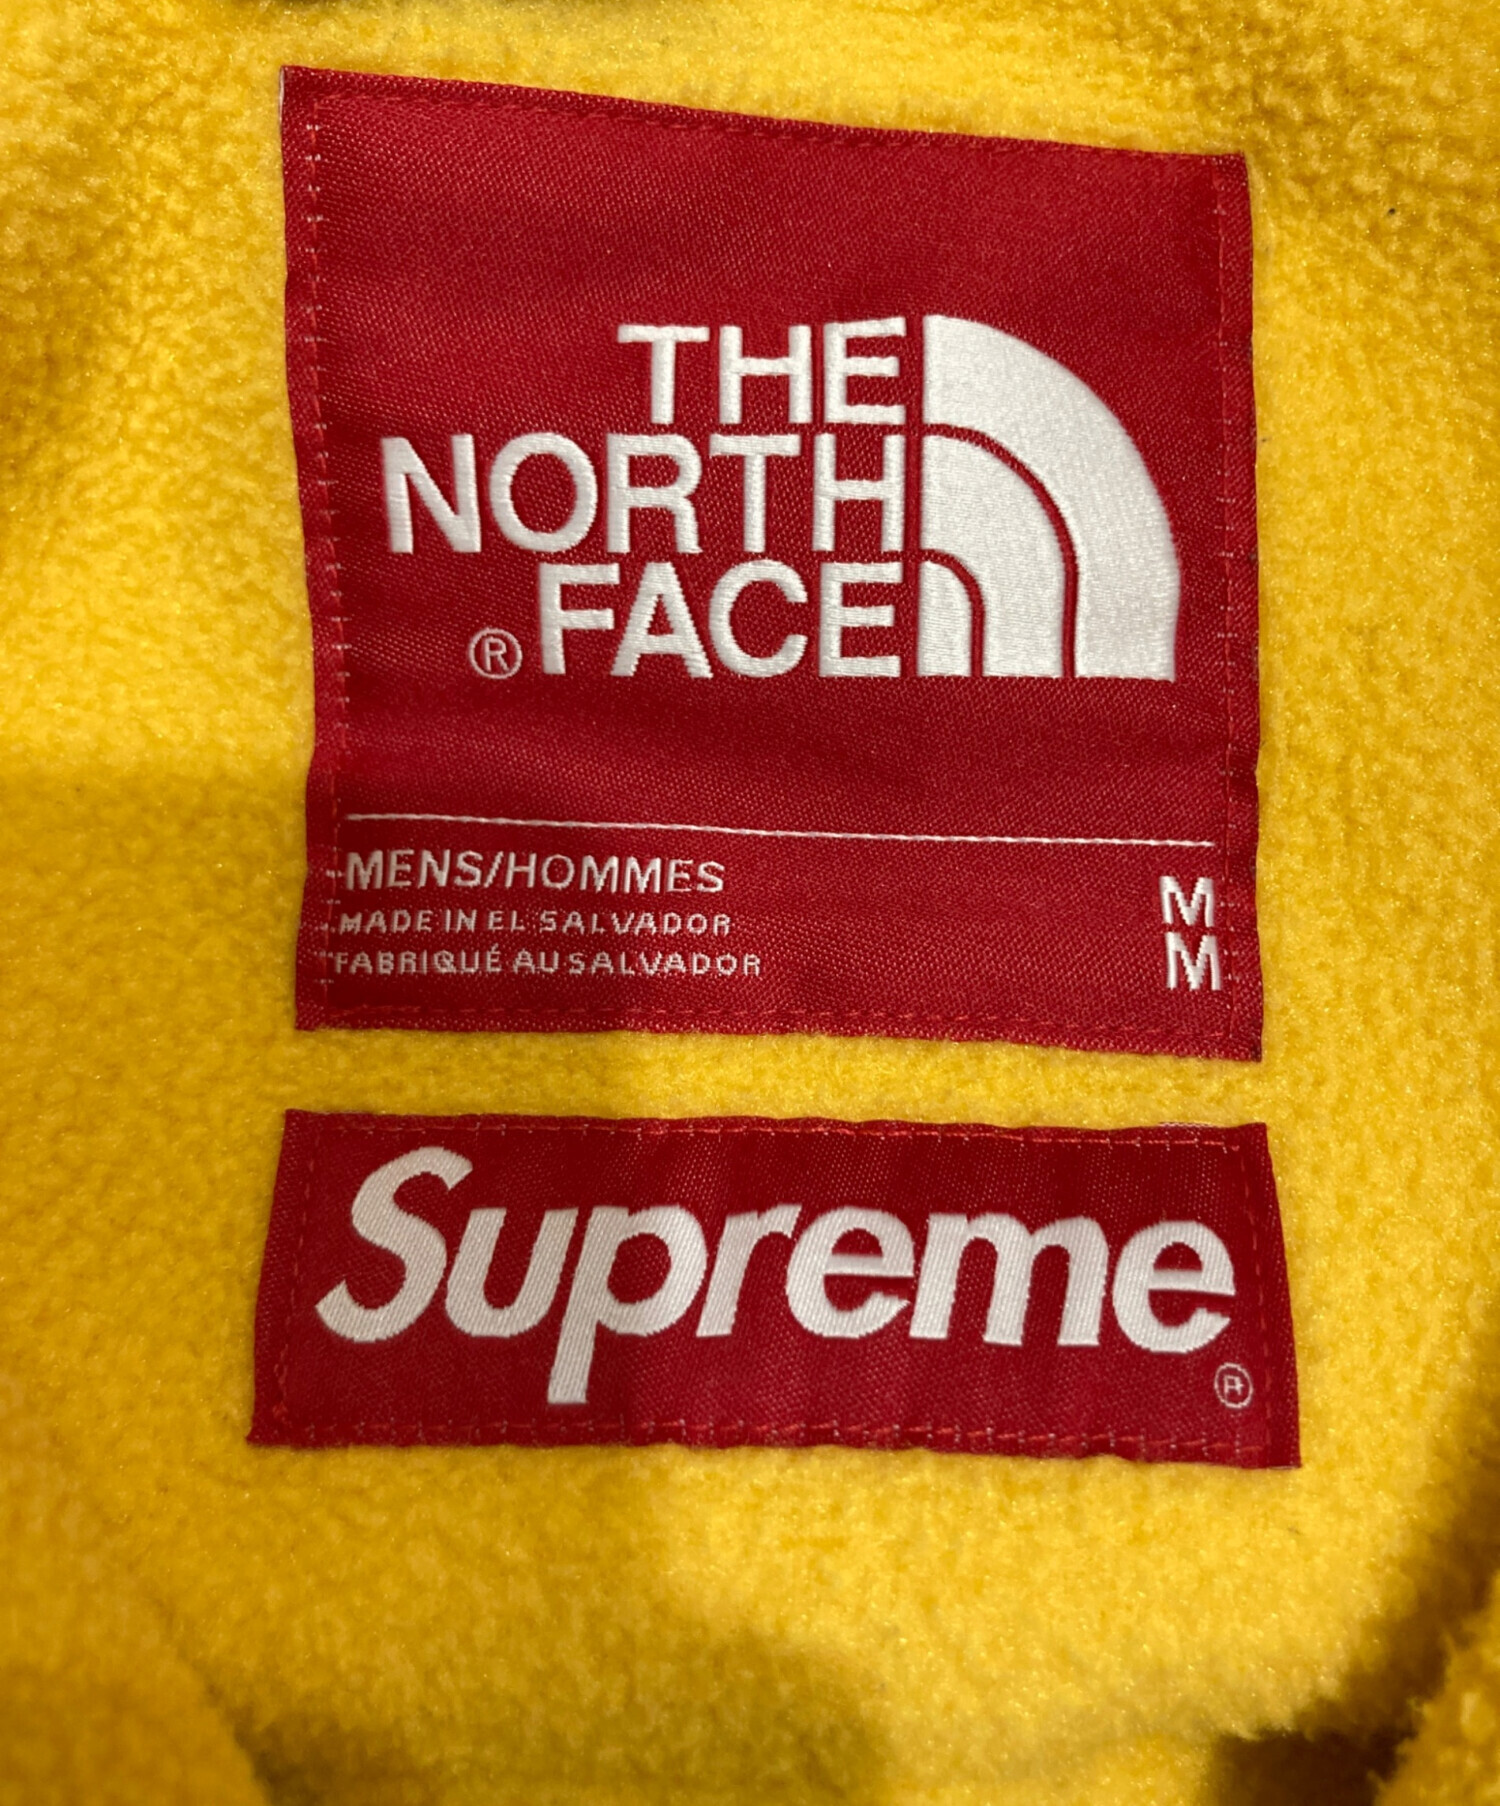 THE
NORTH
® FACE
MENS/HOMMES M
MADE IN EL SALVADOR
FABRIQUÉ AU SALVADOR M
Supreme
®